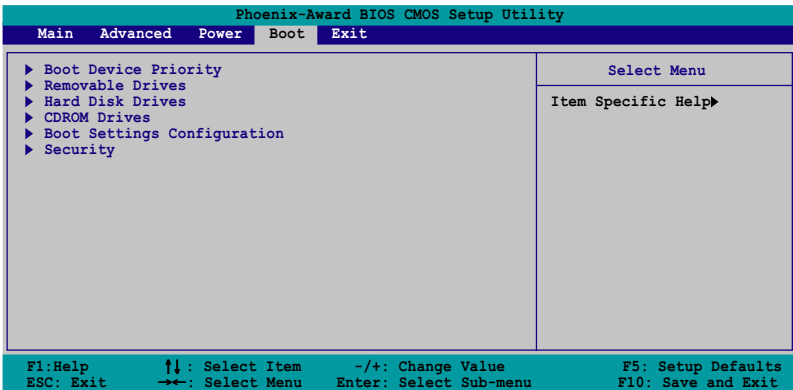 Phoenix-Award BIOS CMOS Setup Utility
Main Advanced Power Boot Exit
Boot Device Priority
Removable Drives
Hard Disk Drives
CDROM Drives
Boot Settings Configuration
Security
Select Menu
Item Specific Help
F1:Help ↑↓: Select Item -/+: Change Value F5: Setup Defaults
ESC: Exit →←: Select Menu Enter: Select Sub-menu F10: Save and Exit